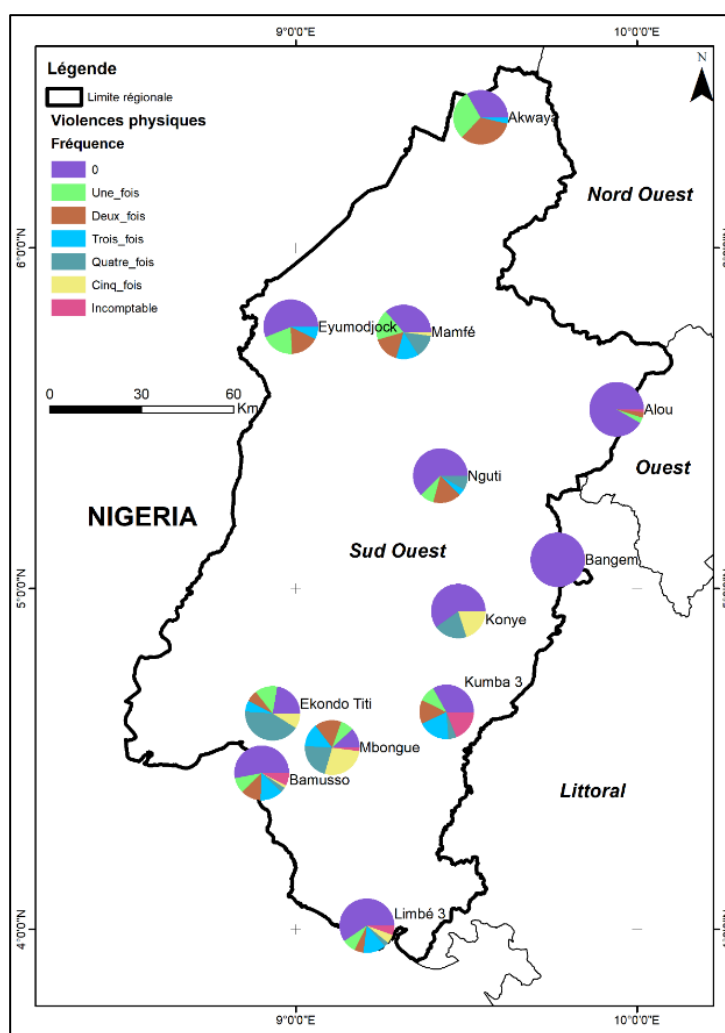 9°0'0"E
10°0'0"E
N
Légende
Limite régionale
Violences physiques
Fréquence
0
Une_fois
Deux_fois
Trois_fois
Quatre_fois
Cinq_fois
Incomptable
Akwaya
Nord Ouest
6°0'0"N
Eyumodjock
Mamfé
0 30 60
Km
Alou
Nguti
Ouest
NIGERIA
Sud Ouest
Bangem
5°0'0"N
Konye
Kumba 3
Ekondo Titi
Mbongue
Bamusso
Littoral
Limbé 3
4°0'0"N
9°0'0"E
10°0'0"E